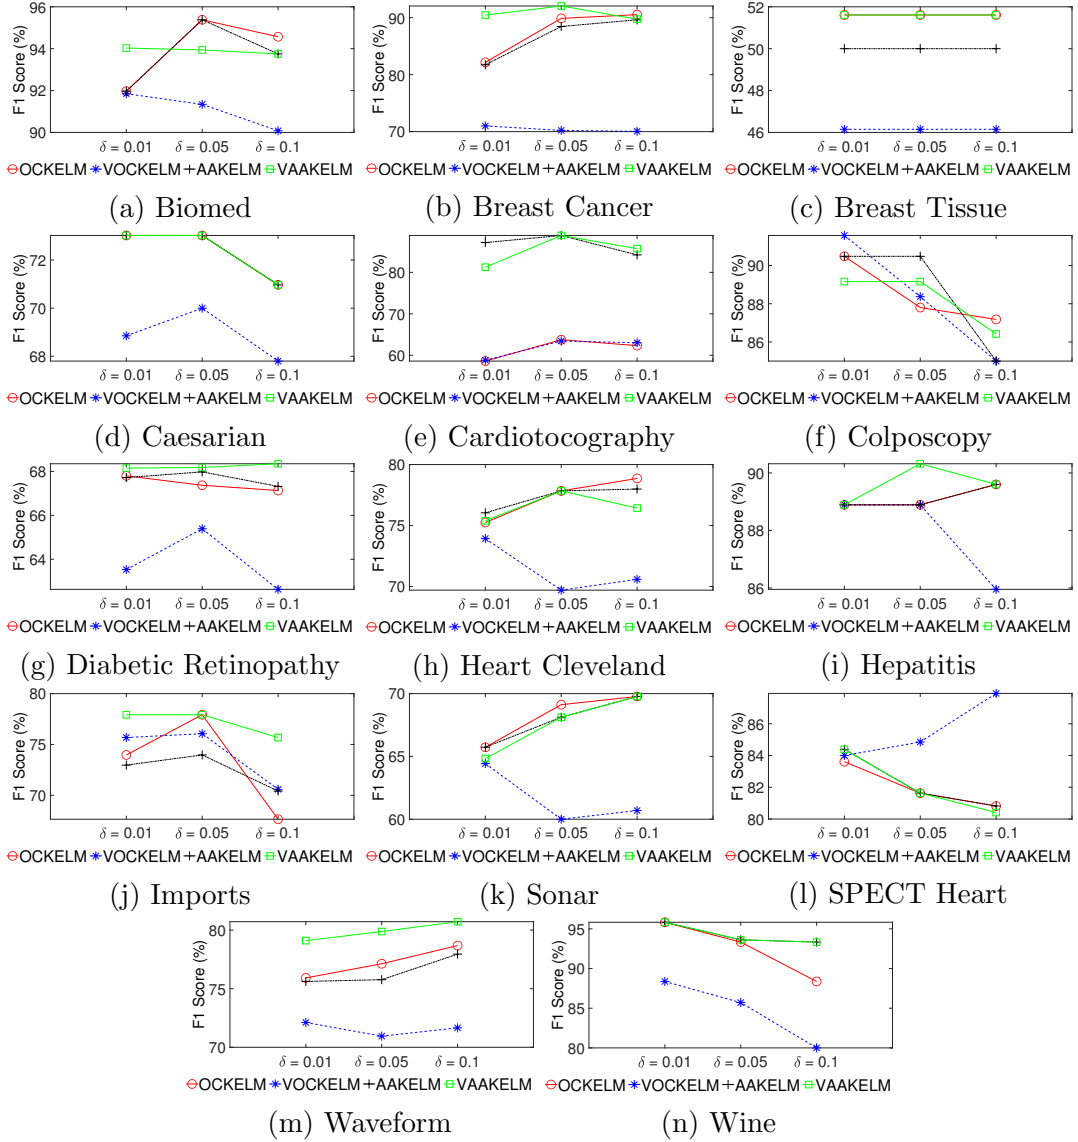 96
94
92
90
F1 Score (%)
δ = 0.01 δ = 0.05 δ = 0.1
OCKELM VOCKELM AAKELM VAAKELM
(a) Biomed
90
80
70
F1 Score (%)
δ = 0.01 δ = 0.05 δ = 0.1
OCKELM VOCKELM AAKELM VAAKELM
(b) Breast Cancer
52
50
48
46
F1 Score (%)
δ = 0.01 δ = 0.05 δ = 0.1
OCKELM VOCKELM AAKELM VAAKELM
(c) Breast Tissue
72
70
68
F1 Score (%)
δ = 0.01 δ = 0.05 δ = 0.1
OCKELM VOCKELM AAKELM VAAKELM
(d) Caesarian
80
70
60
F1 Score (%)
δ = 0.01 δ = 0.05 δ = 0.1
OCKELM VOCKELM AAKELM VAAKELM
(e) Cardiotocography
90
88
86
F1 Score (%)
δ = 0.01 δ = 0.05 δ = 0.1
OCKELM VOCKELM AAKELM VAAKELM
(f) Colposcopy
68
66
64
F1 Score (%)
δ = 0.01 δ = 0.05 δ = 0.1
OCKELM VOCKELM AAKELM VAAKELM
(g) Diabetic Retinopathy
80
75
70
F1 Score (%)
δ = 0.01 δ = 0.05 δ = 0.1
OCKELM VOCKELM AAKELM VAAKELM
(h) Heart Cleveland
90
88
86
F1 Score (%)
δ = 0.01 δ = 0.05 δ = 0.1
OCKELM VOCKELM AAKELM VAAKELM
(i) Hepatitis
80
75
70
F1 Score (%)
δ = 0.01 δ = 0.05 δ = 0.1
OCKELM VOCKELM AAKELM VAAKELM
(j) Imports
70
65
60
F1 Score (%)
δ = 0.01 δ = 0.05 δ = 0.1
OCKELM VOCKELM AAKELM VAAKELM
(k) Sonar
86
84
82
80
F1 Score (%)
δ = 0.01 δ = 0.05 δ = 0.1
OCKELM VOCKELM AAKELM VAAKELM
(l) SPECT Heart
80
75
70
F1 Score (%)
δ = 0.01 δ = 0.05 δ = 0.1
OCKELM VOCKELM AAKELM VAAKELM
(m) Waveform
95
90
85
80
F1 Score (%)
δ = 0.01 δ = 0.05 δ = 0.1
OCKELM VOCKELM AAKELM VAAKELM
(n) Wine